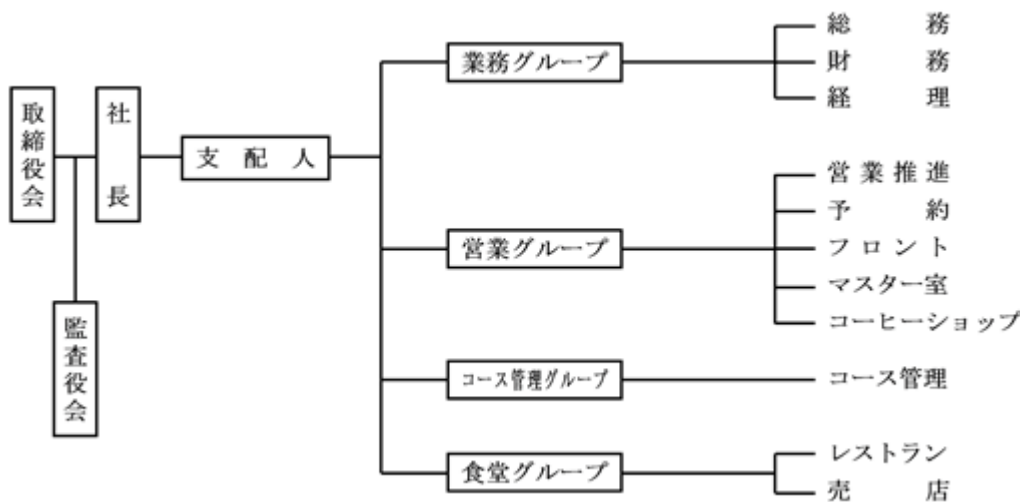 取締役会
社長
監査役会
支配人
業務グループ
総務
財務
経理
営業グループ
営業推進
予約
フロント
マスター室
コーヒーショップ
コース管理グループ
コース管理
食堂グループ
レストラン
売店